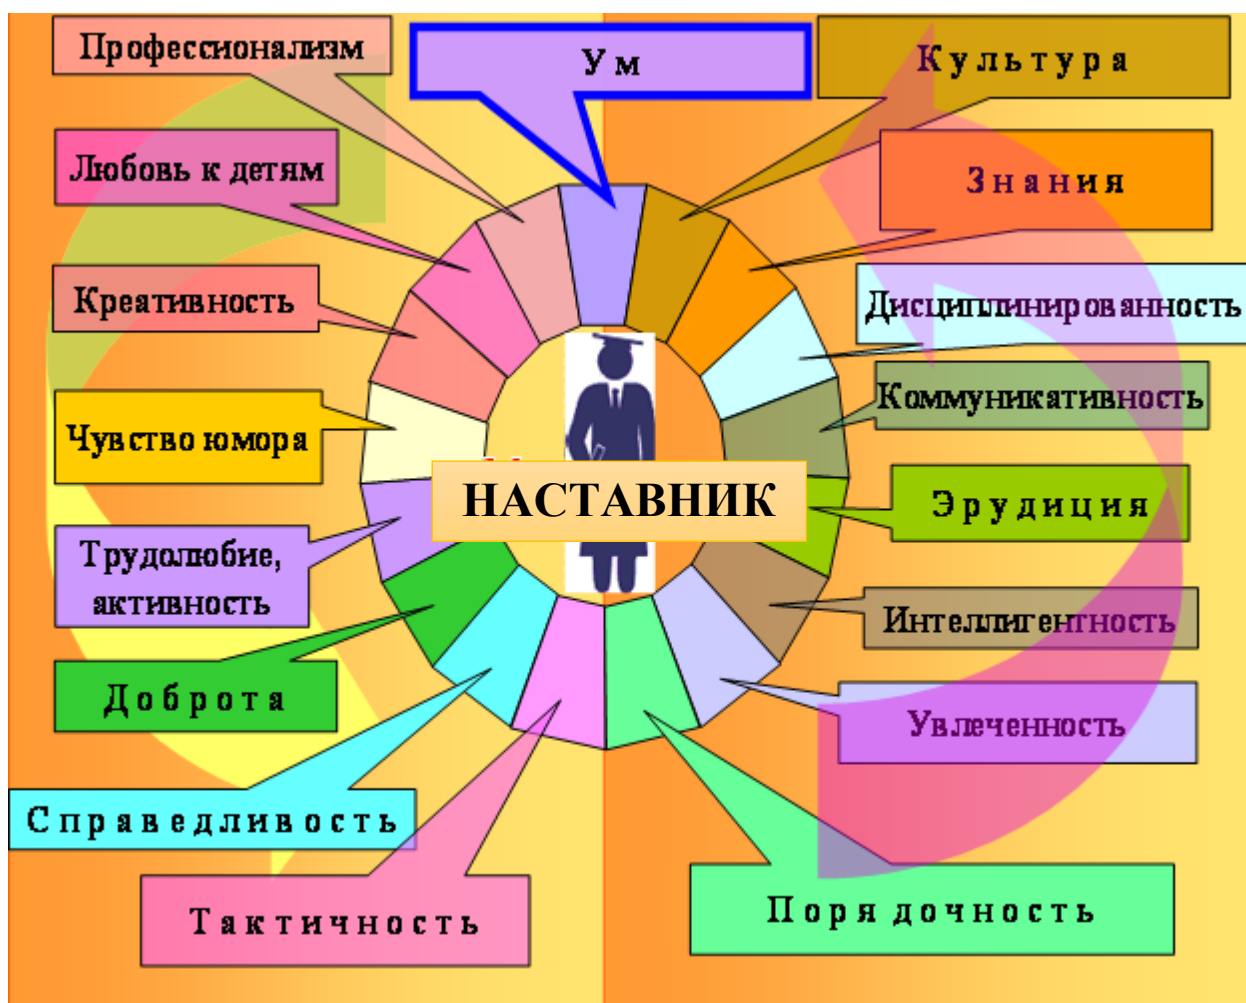 Профессионализм
Ум
Культура
Любовь к детям
Знания
Креативность
Дисциплинированность
Коммуникативность
Чувство юмора
НАСТАВНИК
Эрудиция
Трудолюбие,
активность
Интеллигентность
Доброта
Увлеченность
Справедливость
Тактичность
Порядочность